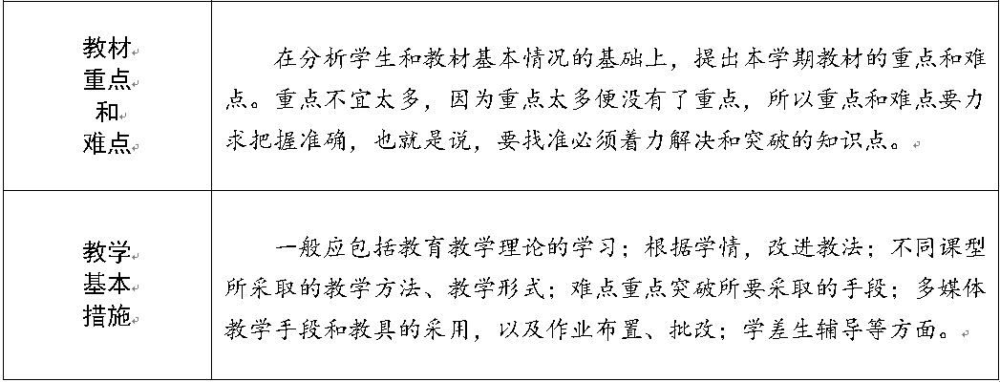 教材
重点
和
难点
在分析学生和教材基本情况的基础上，提出本学期教材的重点和难
点。重点不宜太多，因为重点太多便没有了重点，所以重点和难点要力
求把握准确，也就是说，要找准必须着力解决和突破的知识点。
教学
基本
措施
一般应包括教育教学理论的学习；根据学情，改进教法；不同课型
所采取的教学方法、教学形式；难点重点突破所要采取的手段；多媒体
教学手段和教具的采用，以及作业布置、批改；学差生辅导等方面。